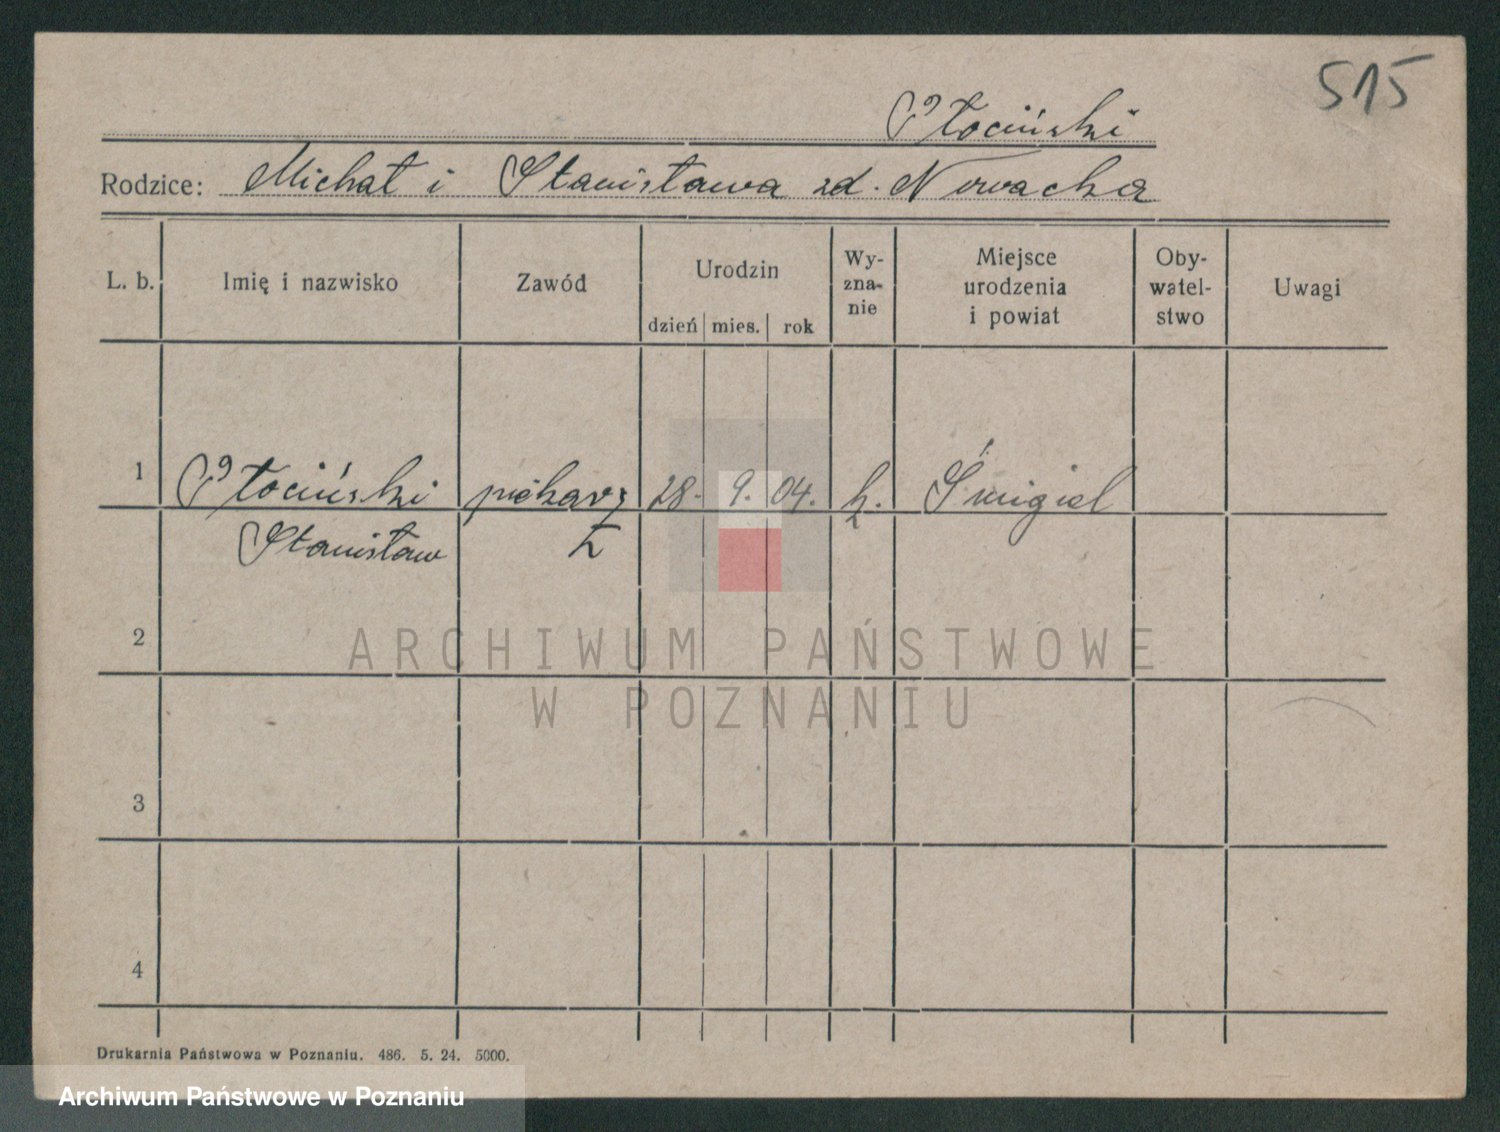 515
Płociński
Rodzice: Michał i Stanisława zd. Nowacka
L. b. Imię i nazwisko Zawód Urodzin dzień mies. rok Wy-zna-nie Miejsce urodzenia i powiat Oby-watel-stwo Uwagi
1 Płociński piekarz 28. 9. 04. k. Śmigiel
Stanisław
2
ARCHIWUM PAŃSTWOWE
W POZNANIU
3
4
Drukarnia Państwowa w Poznaniu. 486. 5. 24. 5000.
Archiwum Państwowe w Poznaniu